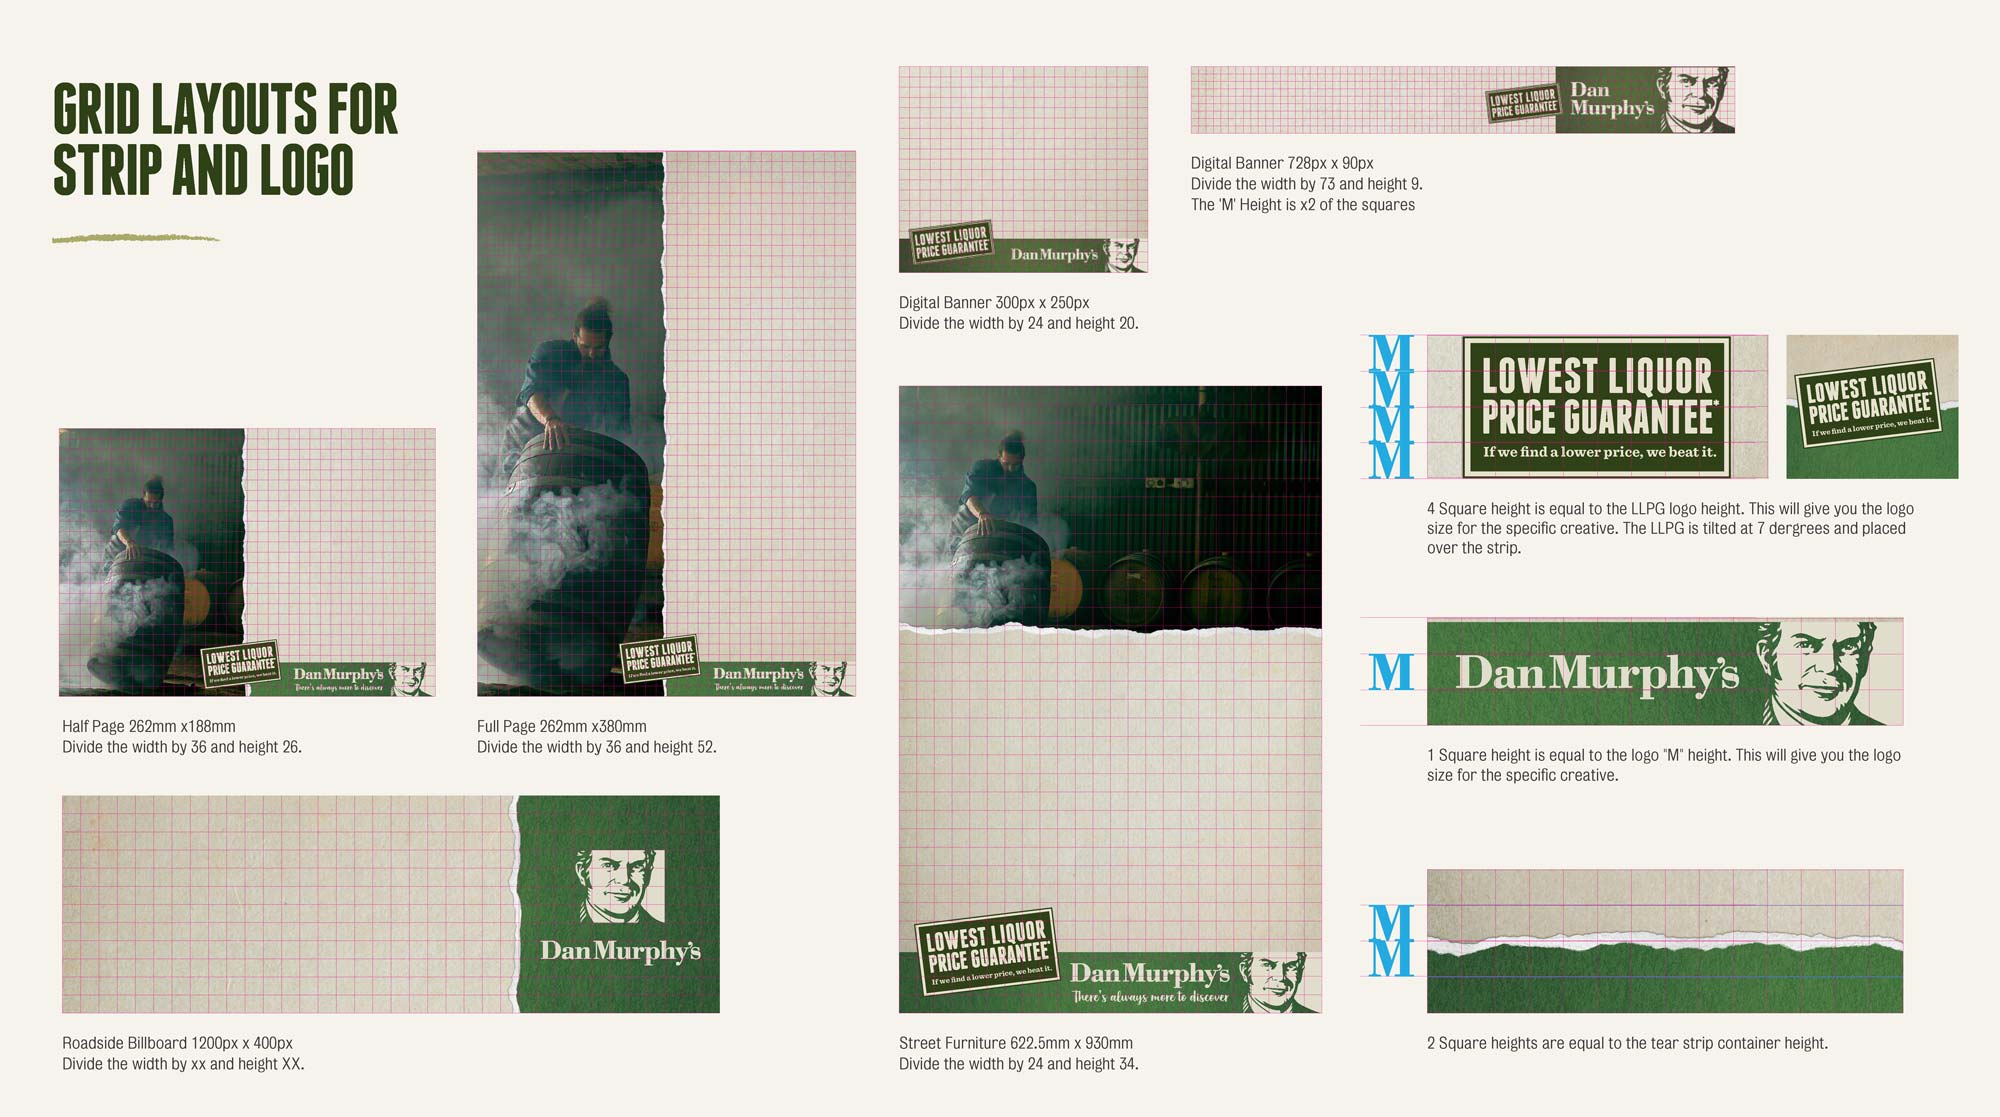 GRID LAYOUTS FOR
STRIP AND LOGO
LOWEST LIQUOR
PRICE GUARANTEE*
If we find a lower price, we beat it.
Dan Murphy's
There's always more to discover
Half Page 262mm x188mm
Divide the width by 36 and height 26.
LOWEST LIQUOR
PRICE GUARANTEE*
If we find a lower price, we beat it.
Dan Murphy's
There's always more to discover
Full Page 262mm x380mm
Divide the width by 36 and height 52.
Dan Murphy's
Roadside Billboard 1200px x 400px
Divide the width by xx and height XX.
LOWEST LIQUOR
PRICE GUARANTEE*
Dan Murphy's
Digital Banner 300px x 250px
Divide the width by 24 and height 20.
LOWEST LIQUOR
PRICE GUARANTEE*
Dan
Murphy's
Digital Banner 728px x 90px
Divide the width by 73 and height 9.
The 'M' Height is x2 of the squares
LOWEST LIQUOR
PRICE GUARANTEE*
If we find a lower price, we beat it.
Dan Murphy's
There's always more to discover
Street Furniture 622.5mm x 930mm
Divide the width by 24 and height 34.
M
M
M
M
LOWEST LIQUOR
PRICE GUARANTEE*
If we find a lower price, we beat it.
LOWEST LIQUOR
PRICE GUARANTEE*
If we find a lower price, we beat it.
4 Square height is equal to the LLPG logo height. This will give you the logo
size for the specific creative. The LLPG is tilted at 7 dergrees and placed
over the strip.
M
Dan Murphy's
1 Square height is equal to the logo "M" height. This will give you the logo
size for the specific creative.
M
M
2 Square heights are equal to the tear strip container height.